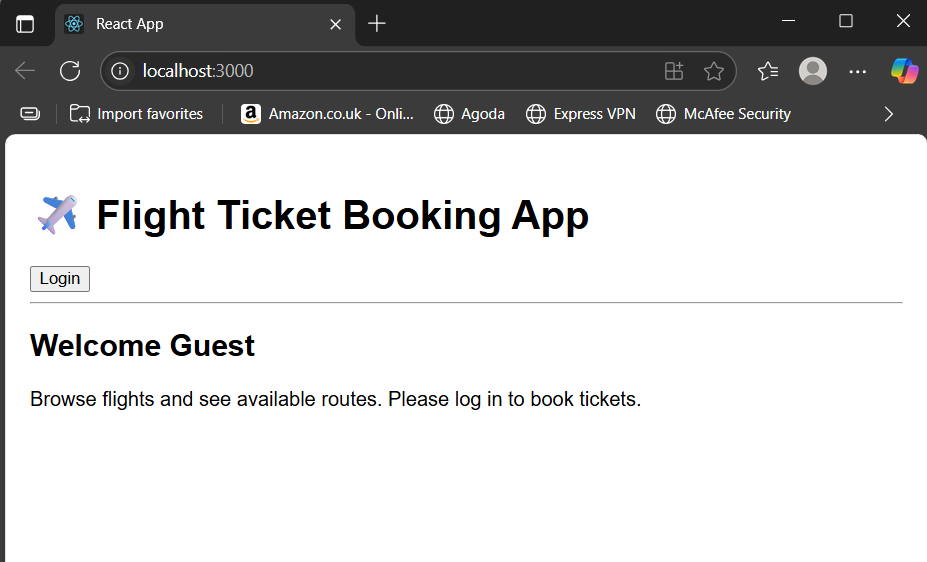 React App
localhost:3000
Import favorites
a Amazon.co.uk - Onli...
Agoda
Express VPN
McAfee Security
Flight Ticket Booking App
Login
Welcome Guest
Browse flights and see available routes. Please log in to book tickets.